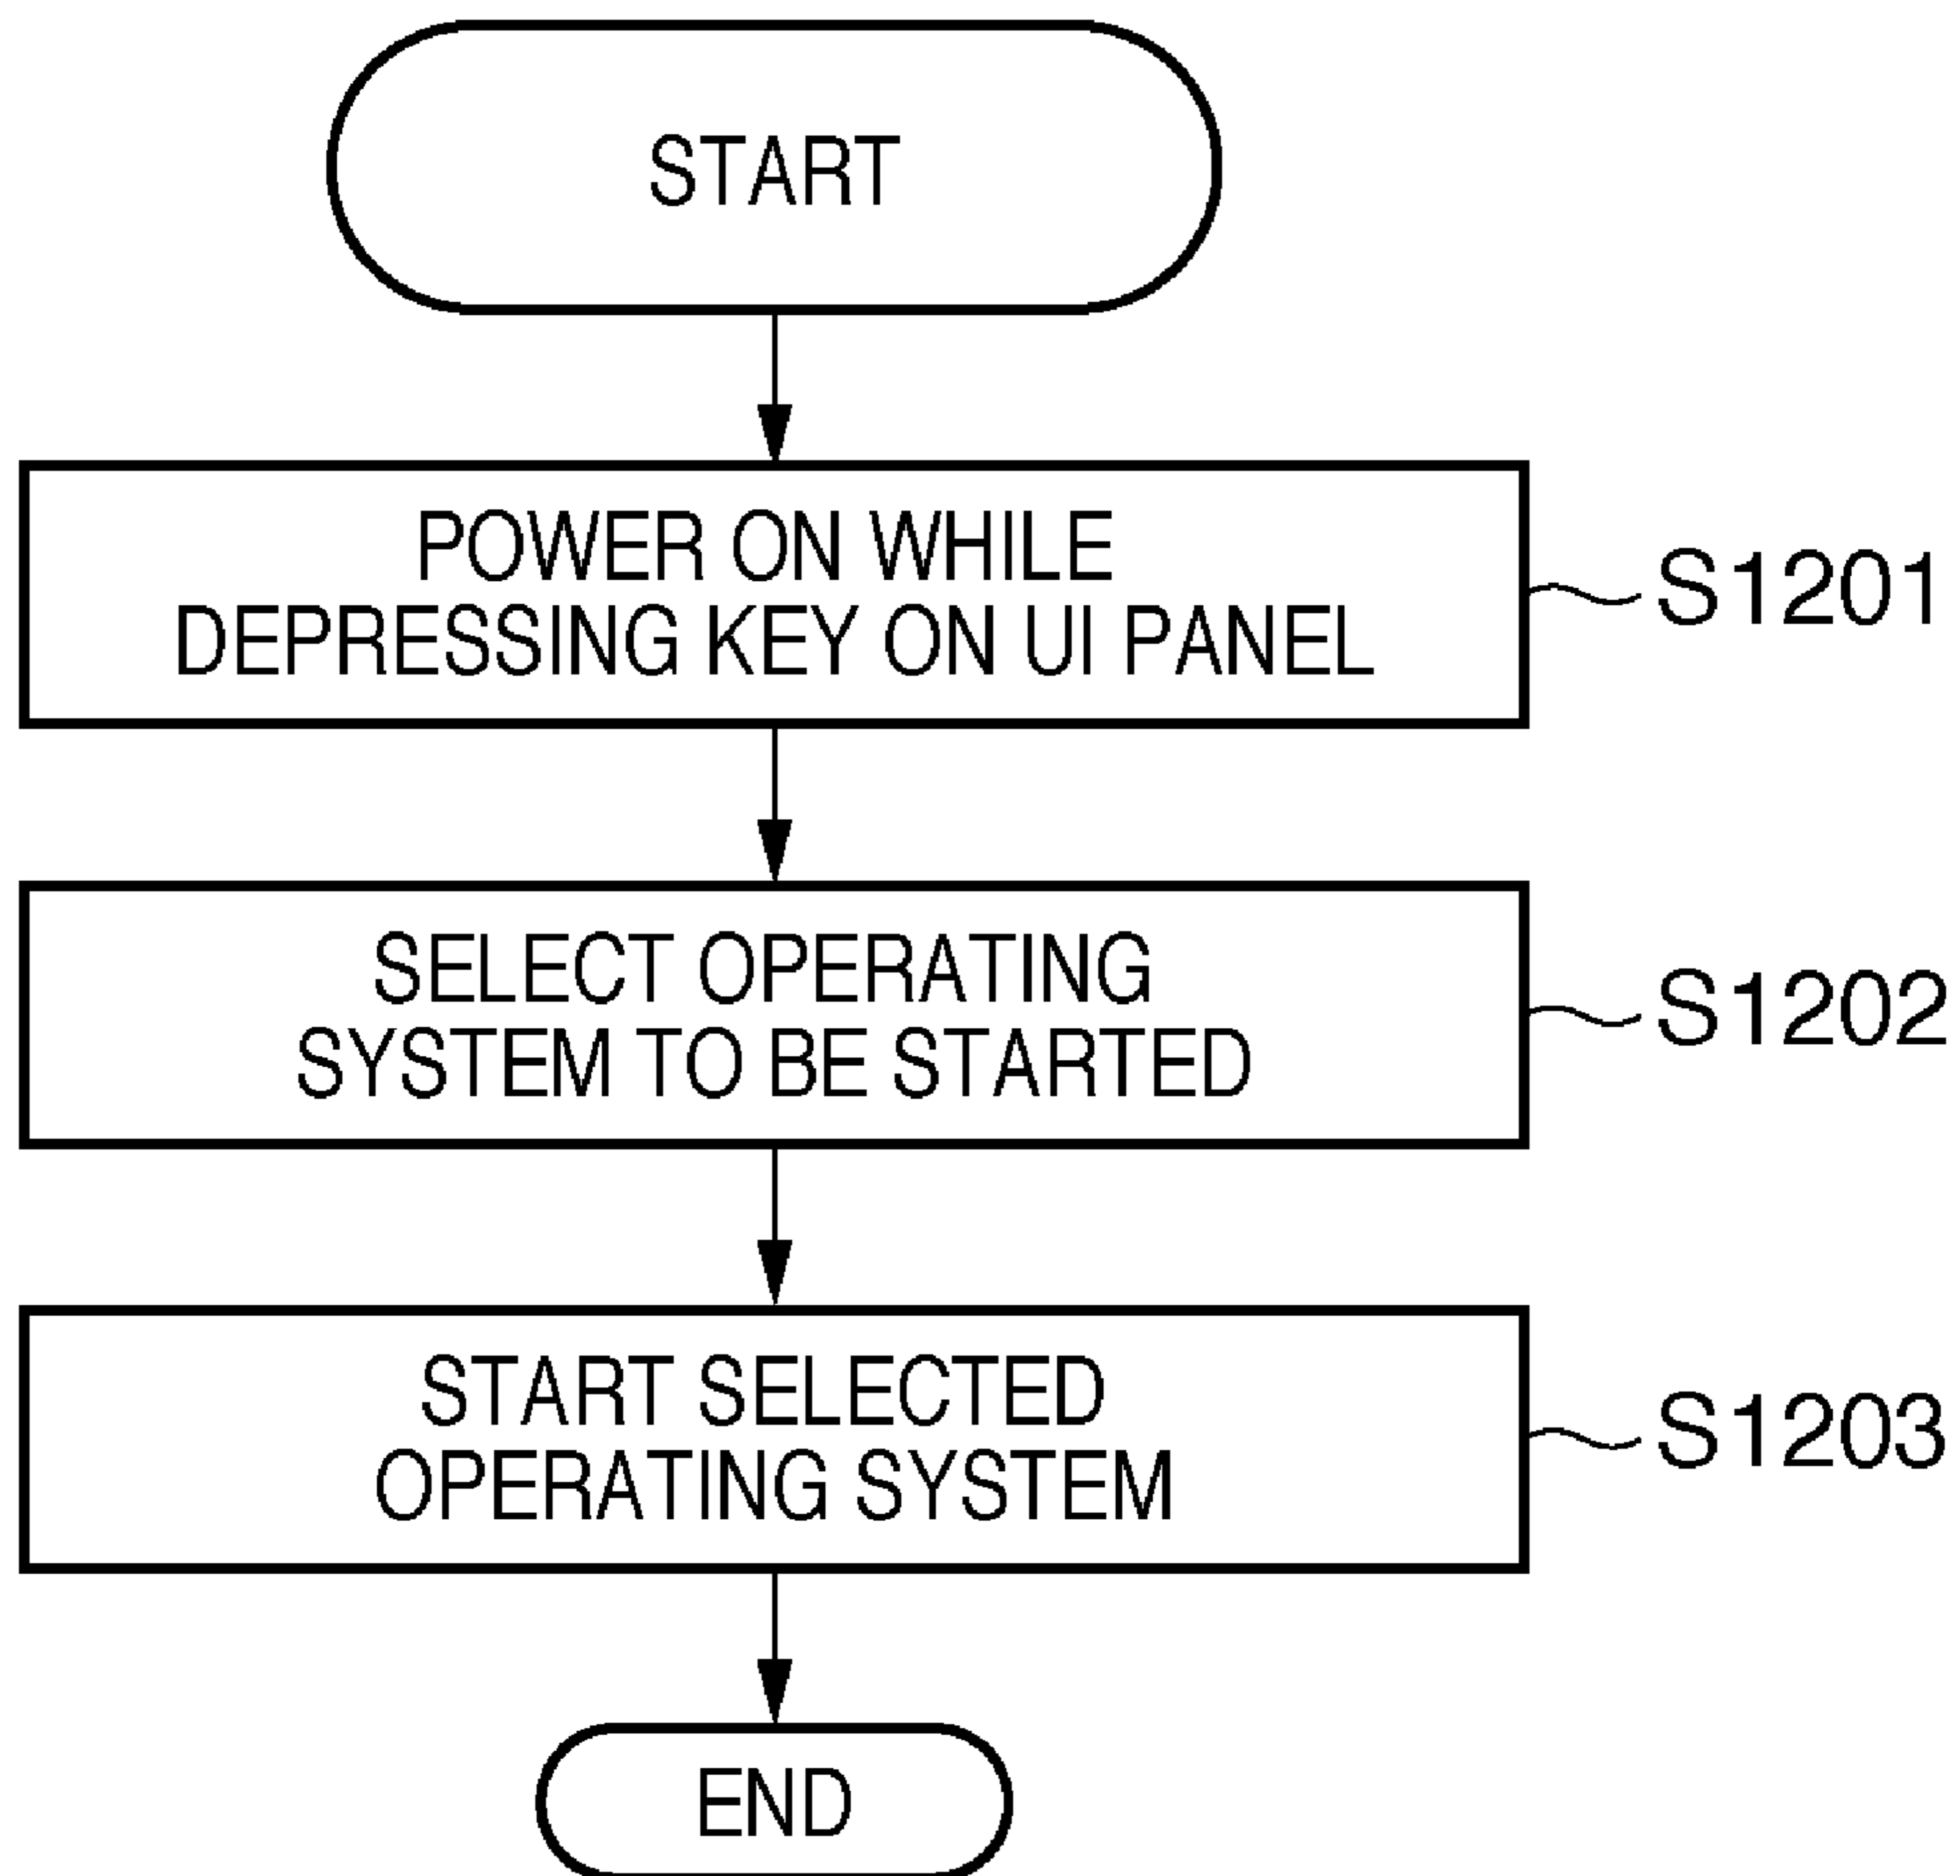 START
POWER ON WHILE
DEPRESSING KEY ON UI PANEL
S1201
SELECT OPERATING
SYSTEM TO BE STARTED
S1202
START SELECTED
OPERATING SYSTEM
S1203
END